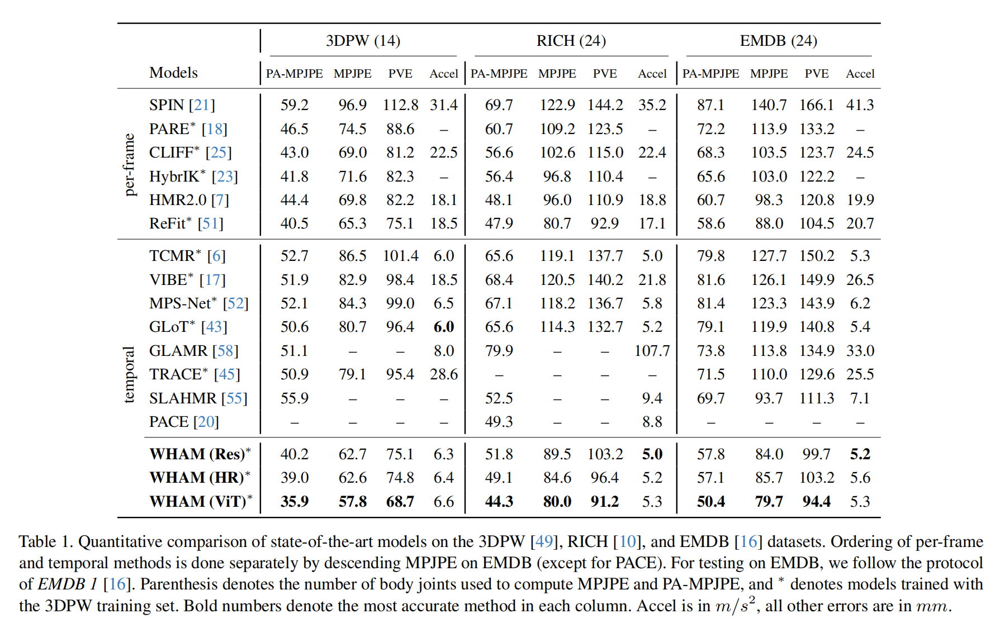 3DPW (14) RICH (24) EMDB (24)
Models PA-MPJPE MPJPE PVE Accel PA-MPJPE MPJPE PVE Accel PA-MPJPE MPJPE PVE Accel
per-frame
SPIN [21] 59.2 96.9 112.8 31.4 69.7 122.9 144.2 35.2 87.1 140.7 166.1 41.3
PARE* [18] 46.5 74.5 88.6 – 60.7 109.2 123.5 – 72.2 113.9 133.2 –
CLIFF* [25] 43.0 69.0 81.2 22.5 56.6 102.6 115.0 22.4 68.3 103.5 123.7 24.5
HybrIK* [23] 41.8 71.6 82.3 – 56.4 96.8 110.4 – 65.6 103.0 122.2 –
HMR2.0 [7] 44.4 69.8 82.2 18.1 48.1 96.0 110.9 18.8 60.7 98.3 120.8 19.9
ReFit* [51] 40.5 65.3 75.1 18.5 47.9 80.7 92.9 17.1 58.6 88.0 104.5 20.7
temporal
TCMR* [6] 52.7 86.5 101.4 6.0 65.6 119.1 137.7 5.0 79.8 127.7 150.2 5.3
VIBE* [17] 51.9 82.9 98.4 18.5 68.4 120.5 140.2 21.8 81.6 126.1 149.9 26.5
MPS-Net* [52] 52.1 84.3 99.0 6.5 67.1 118.2 136.7 5.8 81.4 123.3 143.9 6.2
GLoT* [43] 50.6 80.7 96.4 6.0 65.6 114.3 132.7 5.2 79.1 119.9 140.8 5.4
GLAMR [58] 51.1 – – 8.0 79.9 – – 107.7 73.8 113.8 134.9 33.0
TRACE* [45] 50.9 79.1 95.4 28.6 – – – – 71.5 110.0 129.6 25.5
SLAHMR [55] 55.9 – – – 52.5 – – 9.4 69.7 93.7 111.3 7.1
PACE [20] – – – – 49.3 – – 8.8 – – – –
WHAM (Res)* 40.2 62.7 75.1 6.3 51.8 89.5 103.2 5.0 57.8 84.0 99.7 5.2
WHAM (HR)* 39.0 62.6 74.8 6.4 49.1 84.6 96.4 5.2 57.1 85.7 103.2 5.6
WHAM (ViT)* 35.9 57.8 68.7 6.6 44.3 80.0 91.2 5.3 50.4 79.7 94.4 5.3
Table 1. Quantitative comparison of state-of-the-art models on the 3DPW [49], RICH [10], and EMDB [16] datasets. Ordering of per-frame
and temporal methods is done separately by descending MPJPE on EMDB (except for PACE). For testing on EMDB, we follow the protocol
of EMDB 1 [16]. Parenthesis denotes the number of body joints used to compute MPJPE and PA-MPJPE, and * denotes models trained with
the 3DPW training set. Bold numbers denote the most accurate method in each column. Accel is in m/s², all other errors are in mm.